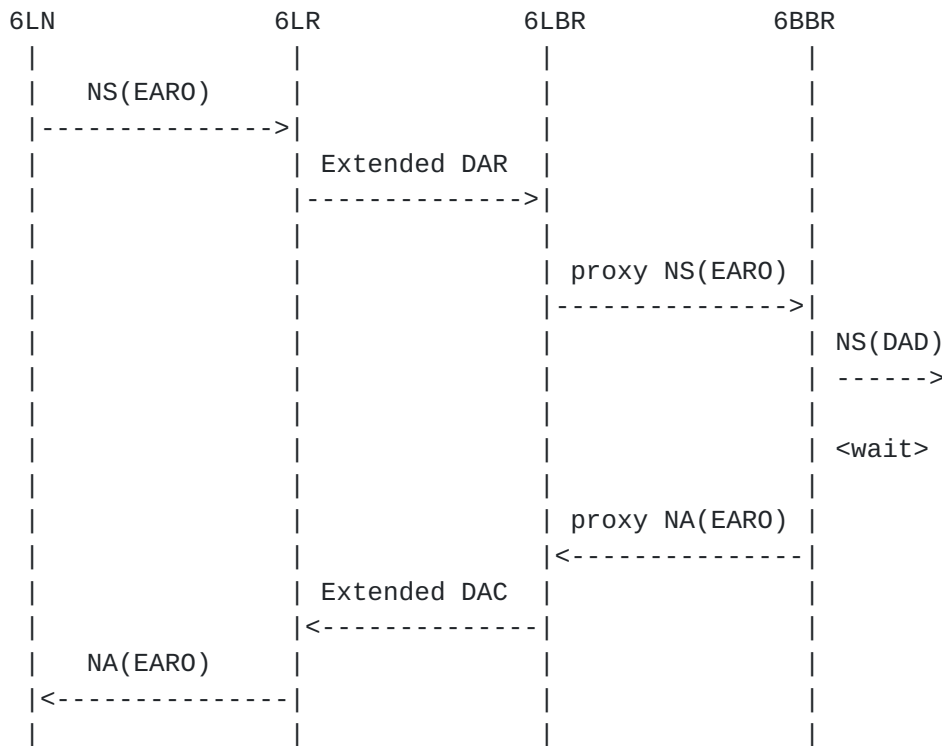 6LN 6LR 6LBR 6BBR
NS(EARO)
Extended DAR
proxy NS(EARO)
NS(DAD)
<wait>
proxy NA(EARO)
Extended DAC
NA(EARO)